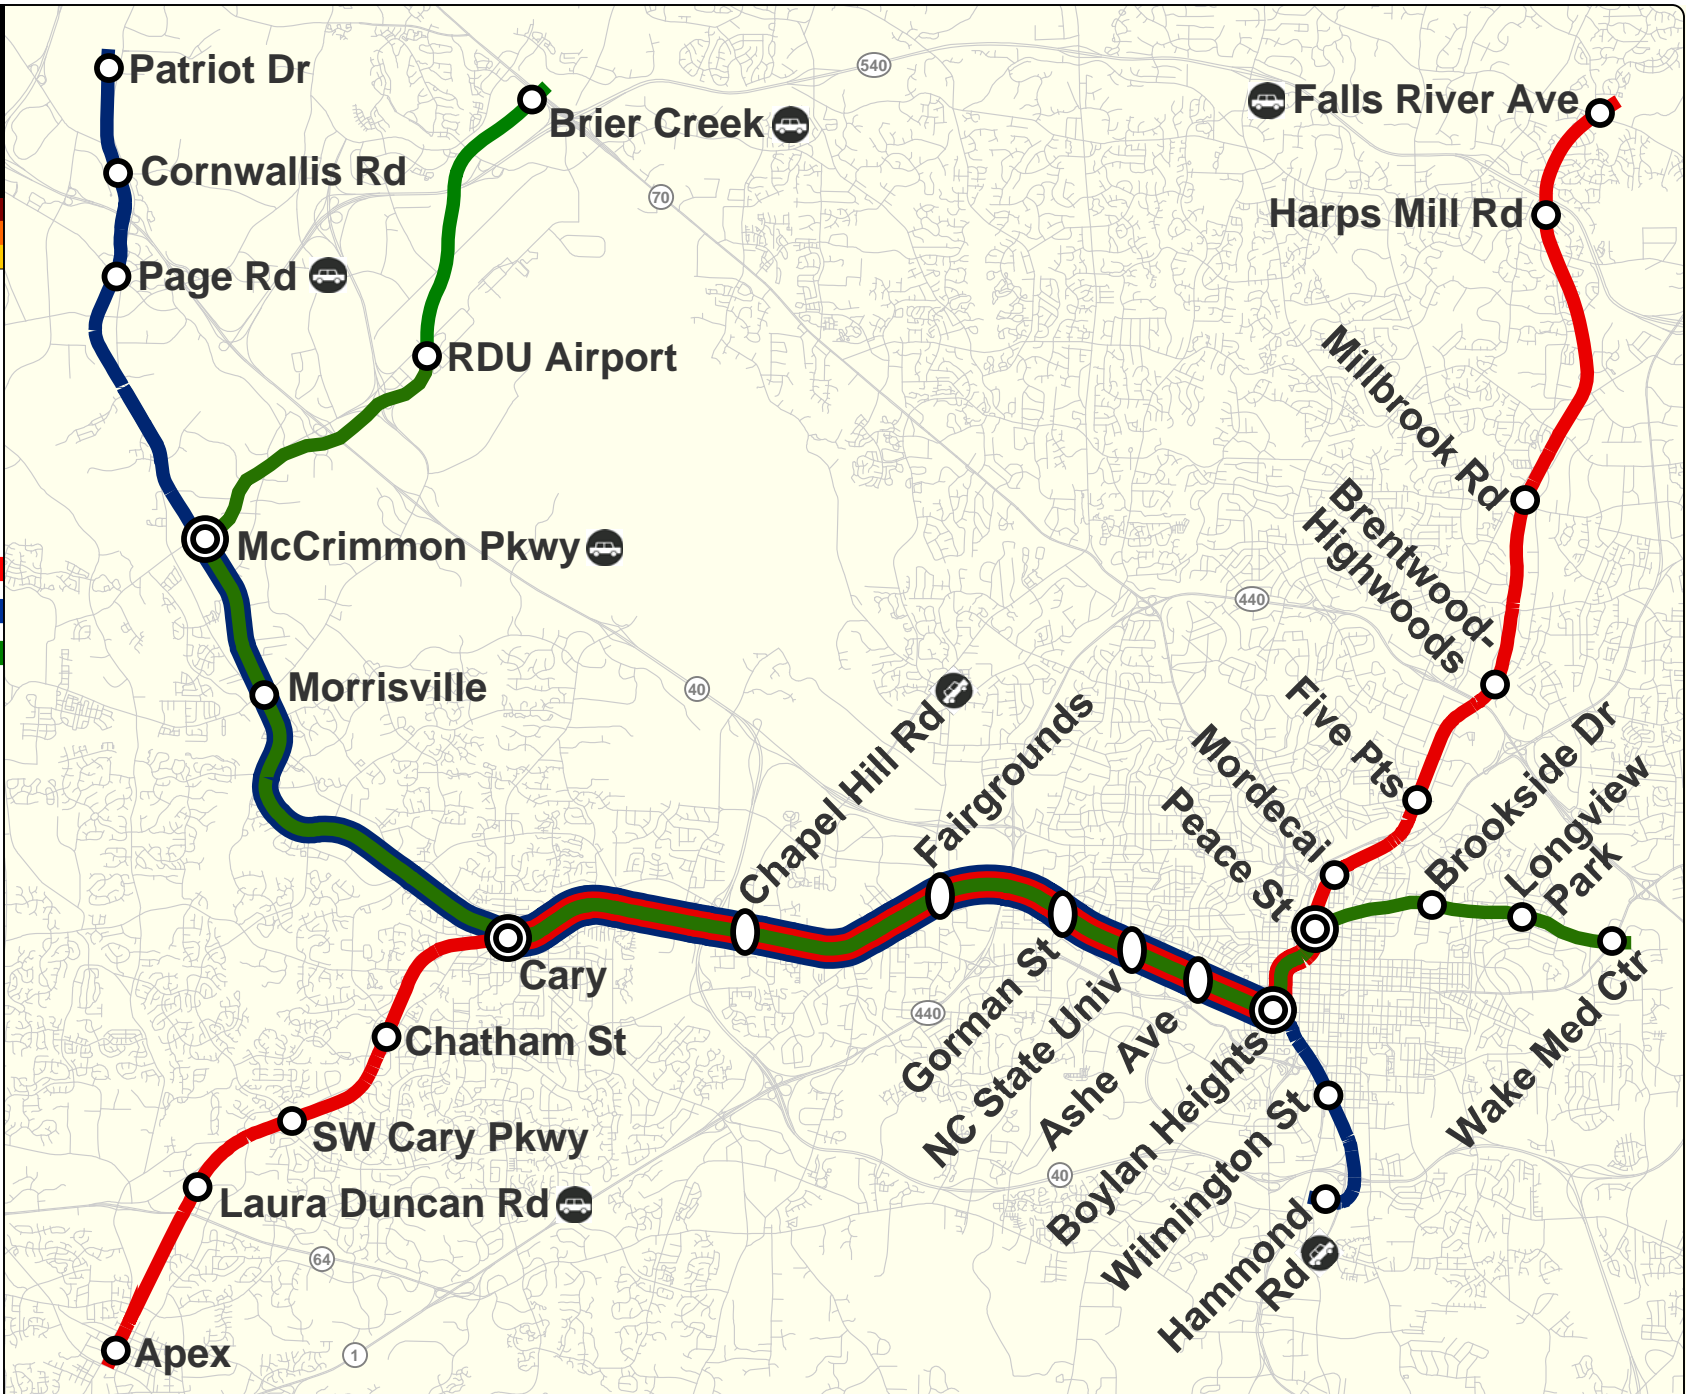 Patriot Dr
540
Brier Creek
Falls River Ave
Cornwallis Rd
70
Harps Mill Rd
Page Rd
RDU Airport
Millbrook Rd
McCrimmon Pkwy
Brentwood-
Highwoods
440
Morrisville
40
Chapel Hill Rd
Fairgrounds
Five Pts
Mordecai
Peace St
Brookside Dr
Longview
Park
Cary
Wake Med Ctr
440
Gorman St
NC State Univ
Ashe Ave
Boylan Heights
Chatham St
SW Cary Pkwy
40
Wilmington St
Laura Duncan Rd
Hammond
Rd
64
Apex
1